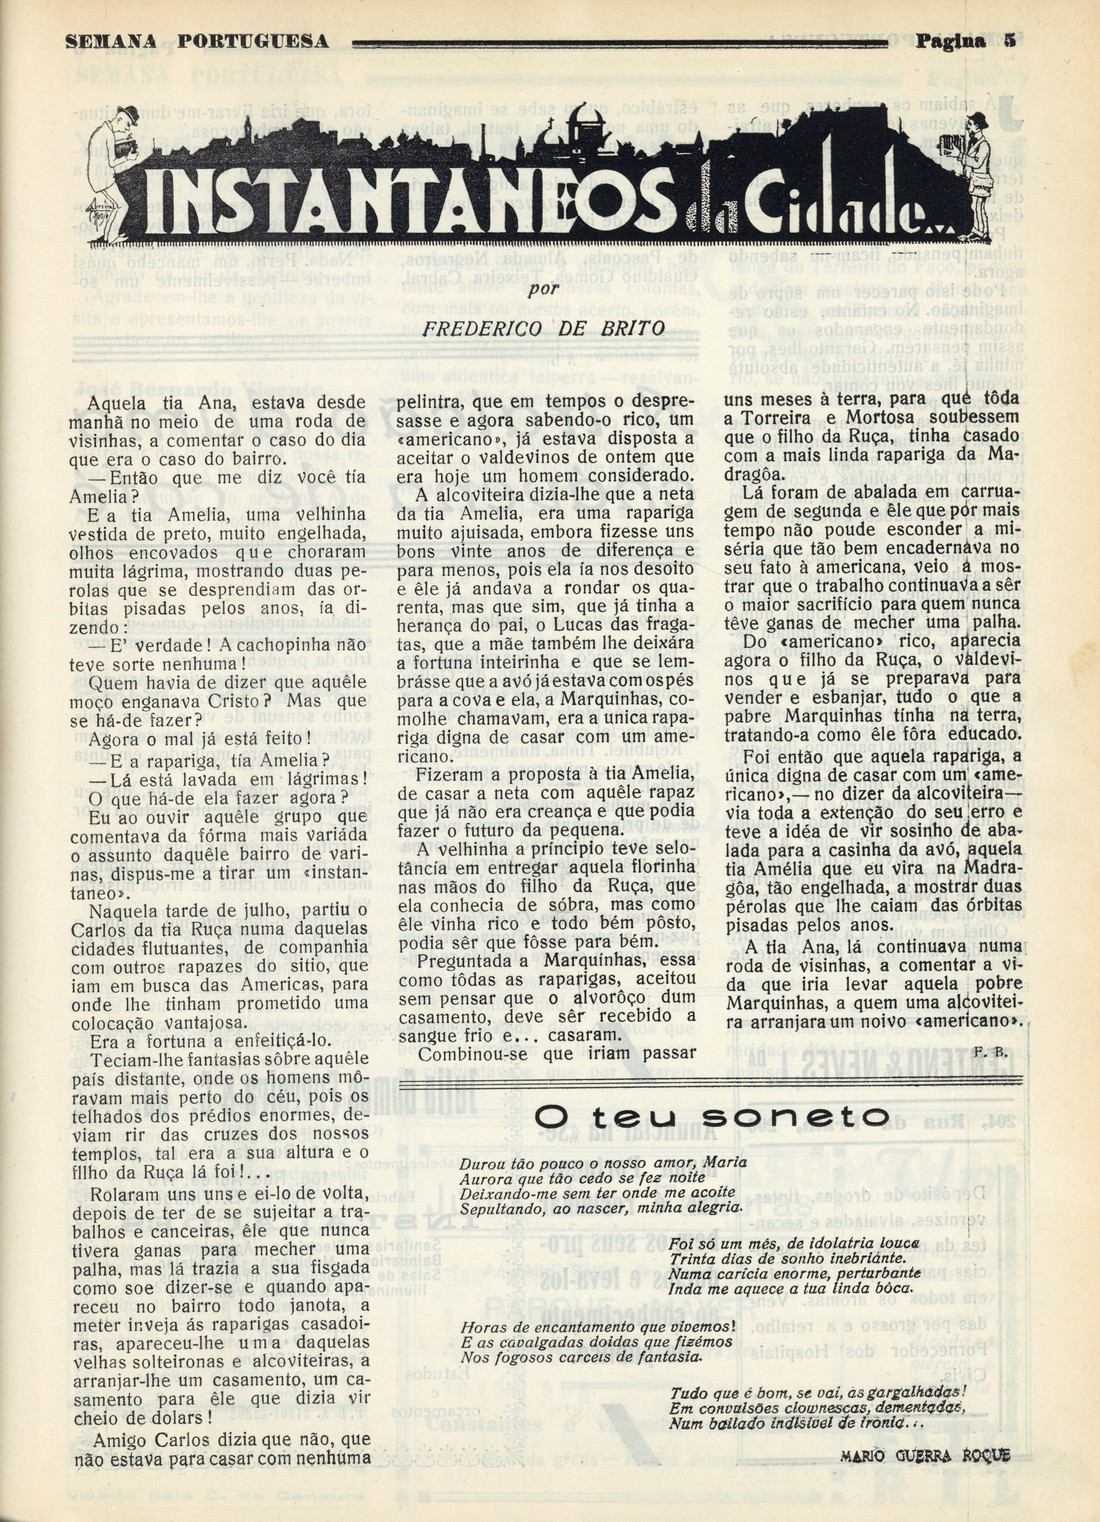 SEMANA PORTUGUESA
Pagina 5
INSTANTANEOS da Cidade...
por
FREDERICO DE BRITO
Aquela tia Ana, estava desde
manhã no meio de uma roda de
visinhas, a comentar o caso do dia
que era o caso do bairro.
—Então que me diz você tía
Amelia?
E a tia Amelia, uma velhinha
vestida de preto, muito engelhada,
olhos encovados que choraram
muita lágrima, mostrando duas pe-
rolas que se desprendiam das or-
bitas pisadas pelos anos, ía di-
zendo:
—E' verdade! A cachopinha não
teve sorte nenhuma!
Quem havia de dizer que aquêle
moço enganava Cristo? Mas que
se há-de fazer?
Agora o mal já está feito!
—E a rapariga, tía Amelia?
—Lá está lavada em lágrimas!
O que há-de ela fazer agora?
Eu ao ouvir aquêle grupo que
comentava da fórma mais variáda
o assunto daquêle bairro de vari-
nas, dispus-me a tirar um «instan-
taneo».
Naquela tarde de julho, partiu o
Carlos da tia Ruça numa daquelas
cidades flutuantes, de companhia
com outros rapazes do sitio, que
iam em busca das Americas, para
onde lhe tinham prometido uma
colocação vantajosa.
Era a fortuna a enfeitiçá-lo.
Teciam-lhe fantasias sôbre aquêle
país distante, onde os homens mô-
ravam mais perto do céu, pois os
telhados dos prédios enormes, de-
viam rir das cruzes dos nossos
templos, tal era a sua altura e o
filho da Ruça lá foi!...
Rolaram uns uns e ei-lo de volta,
depois de ter de se sujeitar a tra-
balhos e canceiras, êle que nunca
tivera ganas para mecher uma
palha, mas lá trazia a sua fisgada
como soe dizer-se e quando apa-
receu no bairro todo janota, a
meter inveja ás raparigas casadoi-
ras, apareceu-lhe uma daquelas
velhas solteironas e alcoviteiras, a
arranjar-lhe um casamento, um ca-
samento para êle que dizia vir
cheio de dolars!
Amigo Carlos dizia que não, que
não estava para casar com nenhuma
pelintra, que em tempos o despre-
sasse e agora sabendo-o rico, um
«americano», já estava disposta a
aceitar o valdevinos de ontem que
era hoje um homem considerado.
A alcoviteira dizia-lhe que a neta
da tia Amelia, era uma rapariga
muito ajuisada, embora fizesse uns
bons vinte anos de diferença e
para menos, pois ela ía nos desoito
e êle já andava a rondar os qua-
renta, mas que sim, que já tinha a
herança do pai, o Lucas das fraga-
tas, que a mãe também lhe deixára
a fortuna inteirinha e que se lem-
brásse que a avó já estava com os pés
para a cova e ela, a Marquinhas, co-
mo lhe chamavam, era a unica rapa-
riga digna de casar com um ame-
ricano.
Fizeram a proposta à tia Amelia,
de casar a neta com aquêle rapaz
que já não era creança e que podia
fazer o futuro da pequena.
A velhinha a príncipio teve selo-
tância em entregar aquela florinha
nas mãos do filho da Ruça, que
ela conhecia de sóbra, mas como
êle vinha rico e todo bém pôsto,
podia sêr que fôsse para bém.
Preguntada a Marquínhas, essa
como tôdas as raparigas, aceitou
sem pensar que o alvorôço dum
casamento, deve sêr recebido a
sangue frio e... casaram.
Combinou-se que iriam passar
uns meses à terra, para que tôda
a Torreira e Mortosa soubessem
que o filho da Ruça, tinha casado
com a mais linda rapariga da Ma-
dragôa.
Lá foram de abalada em carrua-
gem de segunda e êle que por mais
tempo não poude esconder a mi-
séria que tão bem encadernava no
seu fato à americana, veio a mos-
trar que o trabalho continuava a sêr
o maior sacrifício para quem nunca
têve ganas de mecher uma palha.
Do «americano» rico, aparecia
agora o filho da Ruça, o valdevi-
nos que já se preparava para
vender e esbanjar, tudo o que a
pabre Marquinhas tínha na terra,
tratando-a como êle fôra educado.
Foi então que aquela rapariga, a
única digna de casar com um «ame-
ricano»,—no dizer da alcoviteira—
via toda a extenção do seu erro e
teve a idéa de vir sosinho de aba-
lada para a casinha da avó, aquela
tia Amélia que eu vira na Madra-
gôa, tão engelhada, a mostrar duas
pérolas que lhe caiam das órbitas
pisadas pelos anos.
A tia Ana, lá continuava numa
roda de visinhas, a comentar a vi-
da que iria levar aquela pobre
Marquinhas, a quem uma alcovitei-
ra arranjara um noivo «americano».
F. B.
O teu soneto
Durou tão pouco o nosso amor, Maria
Aurora que tão cedo se fez noite
Deixando-me sem ter onde me acoite
Sepultando, ao nascer, minha alegria.
Foi só um mês, de idolatria louca
Trinta dias de sonho inebriánte.
Numa carícia enorme, perturbante
Inda me aquece a tua linda bôca.
Horas de encantamento que vivemos!
E as cavalgadas doidas que fizémos
Nos fogosos carceis de fantasia.
Tudo que é bom, se vai, às gargalhadas!
Em convulsões clownescas, dementadas,
Num bailado indisivel de ironia...
MARIO GUERRA ROQUE